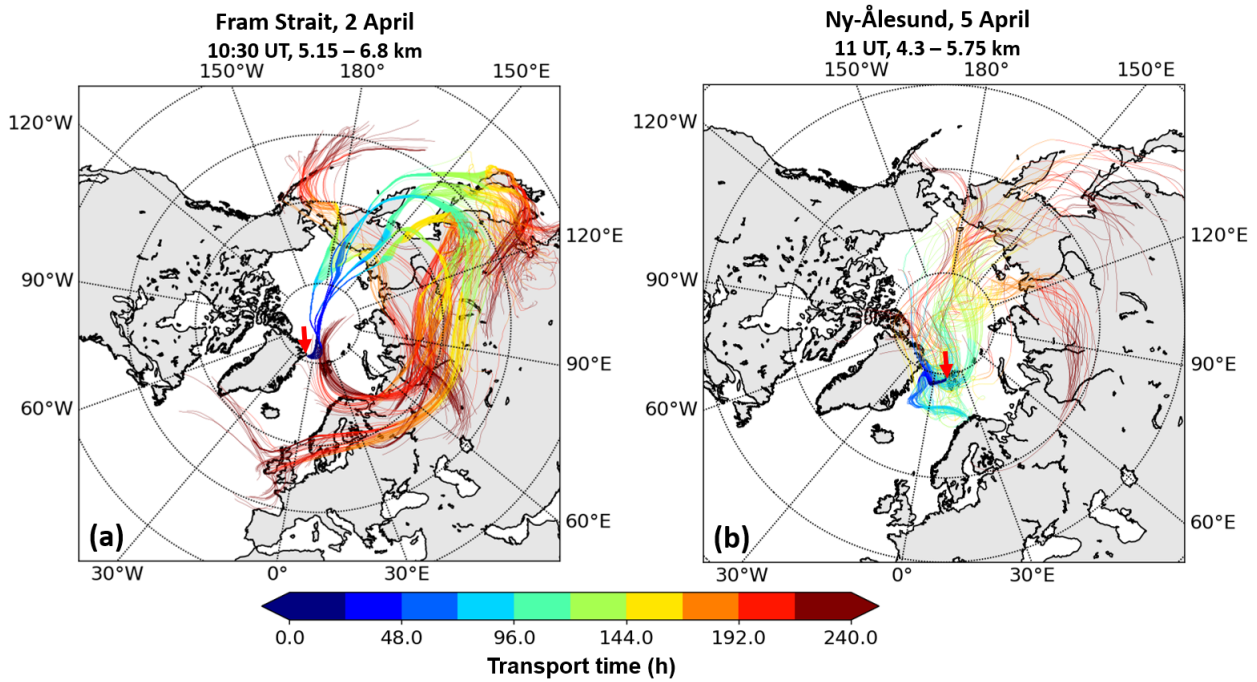 Fram Strait, 2 April
10:30 UT, 5.15 – 6.8 km
150°W 180° 150°E
120°W
90°W
60°W
120°E
90°E
60°E
(a)
30°W 0° 30°E
Ny-Ålesund, 5 April
11 UT, 4.3 – 5.75 km
150°W 180° 150°E
120°W
90°W
60°W
120°E
90°E
60°E
(b)
30°W 0° 30°E
0.0 48.0 96.0 144.0 192.0 240.0
Transport time (h)